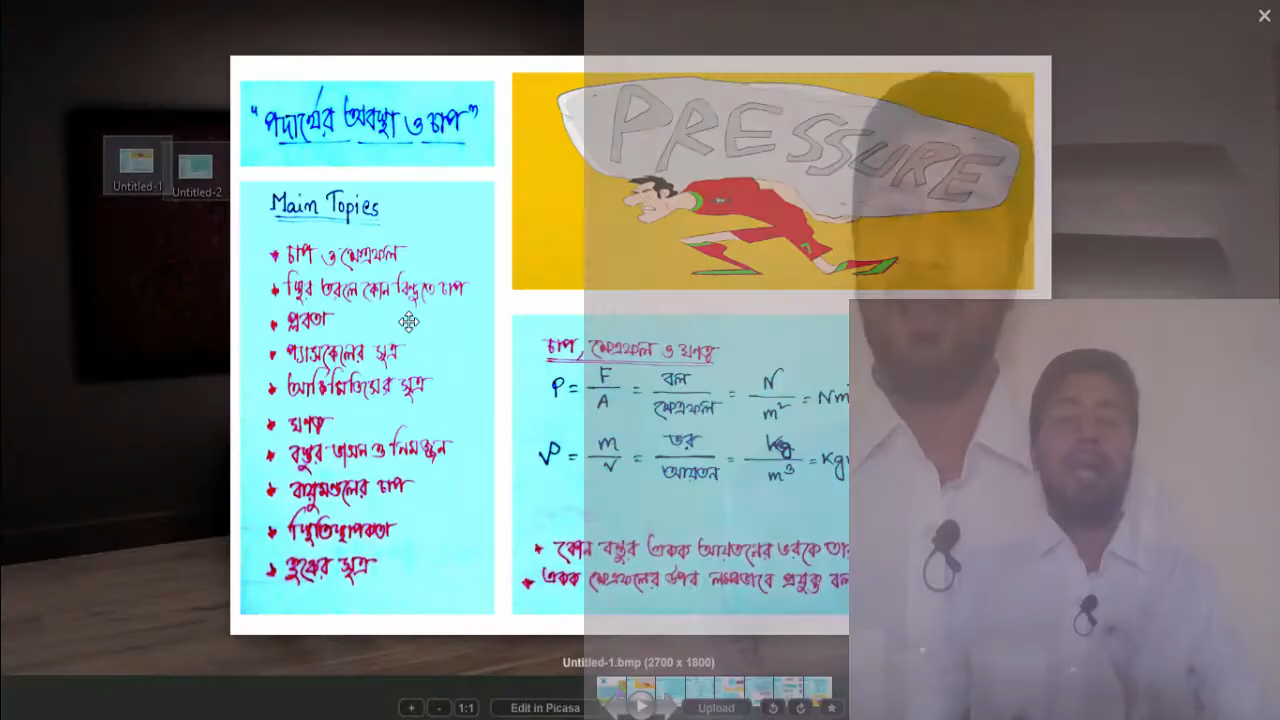 "পদার্থের অবস্থা ও চাপ"
Main Topics
চাপ ও ক্ষেত্রফল
স্থির তরলে কোন বিন্দুতে চাপ
প্লবতা
প্যাসকেলের সূত্র
আর্কিমিডিসের সূত্র
ঘণত্ব
বস্তুর ভাসন ও নিমজ্জন
বায়ুমণ্ডলের চাপ
স্থিতিস্থাপকতা
হুকের সূত্র
PRESSURE
চাপ, ক্ষেত্রফল ও ঘণত্ব
P = F/A = বল/ক্ষেত্রফল = N/m² = Nm
ρ = m/V = ভর/আয়তন = kg/m³ = Kg
কোন বস্তুর একক আয়তনের ভরকে
একক ক্ষেত্রফলের উপর লম্বভাবে প্রযুক্ত বল
Untitled-1
Untitled-2
Untitled-1.bmp (2700 x 1800)
+ - 1:1 Edit in Picasa Upload